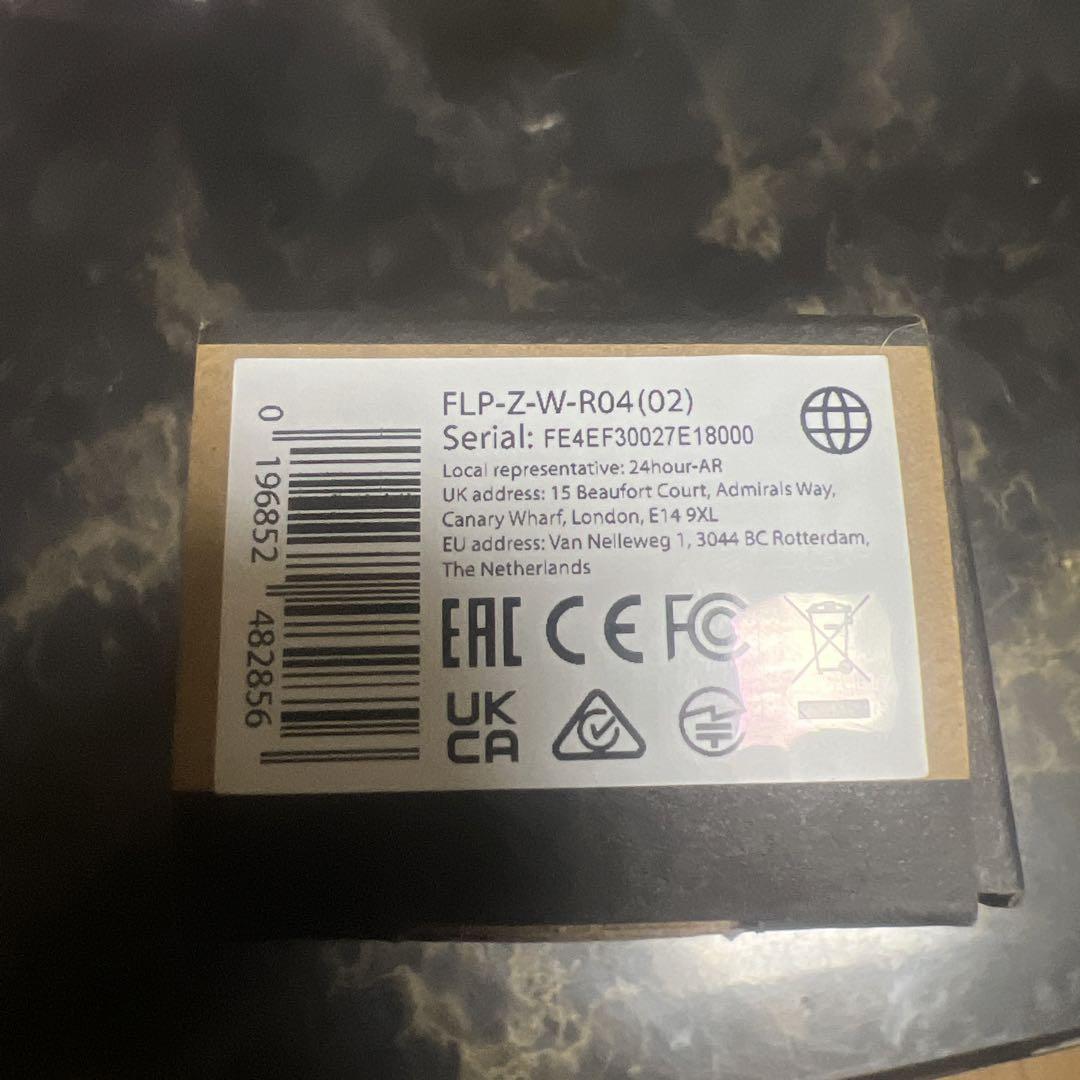 FLP-Z-W-R04(02)
Serial: FE4EF30027E18000
Local representative: 24hour-AR
UK address: 15 Beaufort Court, Admirals Way,
Canary Wharf, London, E14 9XL
EU address: Van Nelleweg 1, 3044 BC Rotterdam,
The Netherlands
EAC CE FC
UK
CA
0 196852 482856